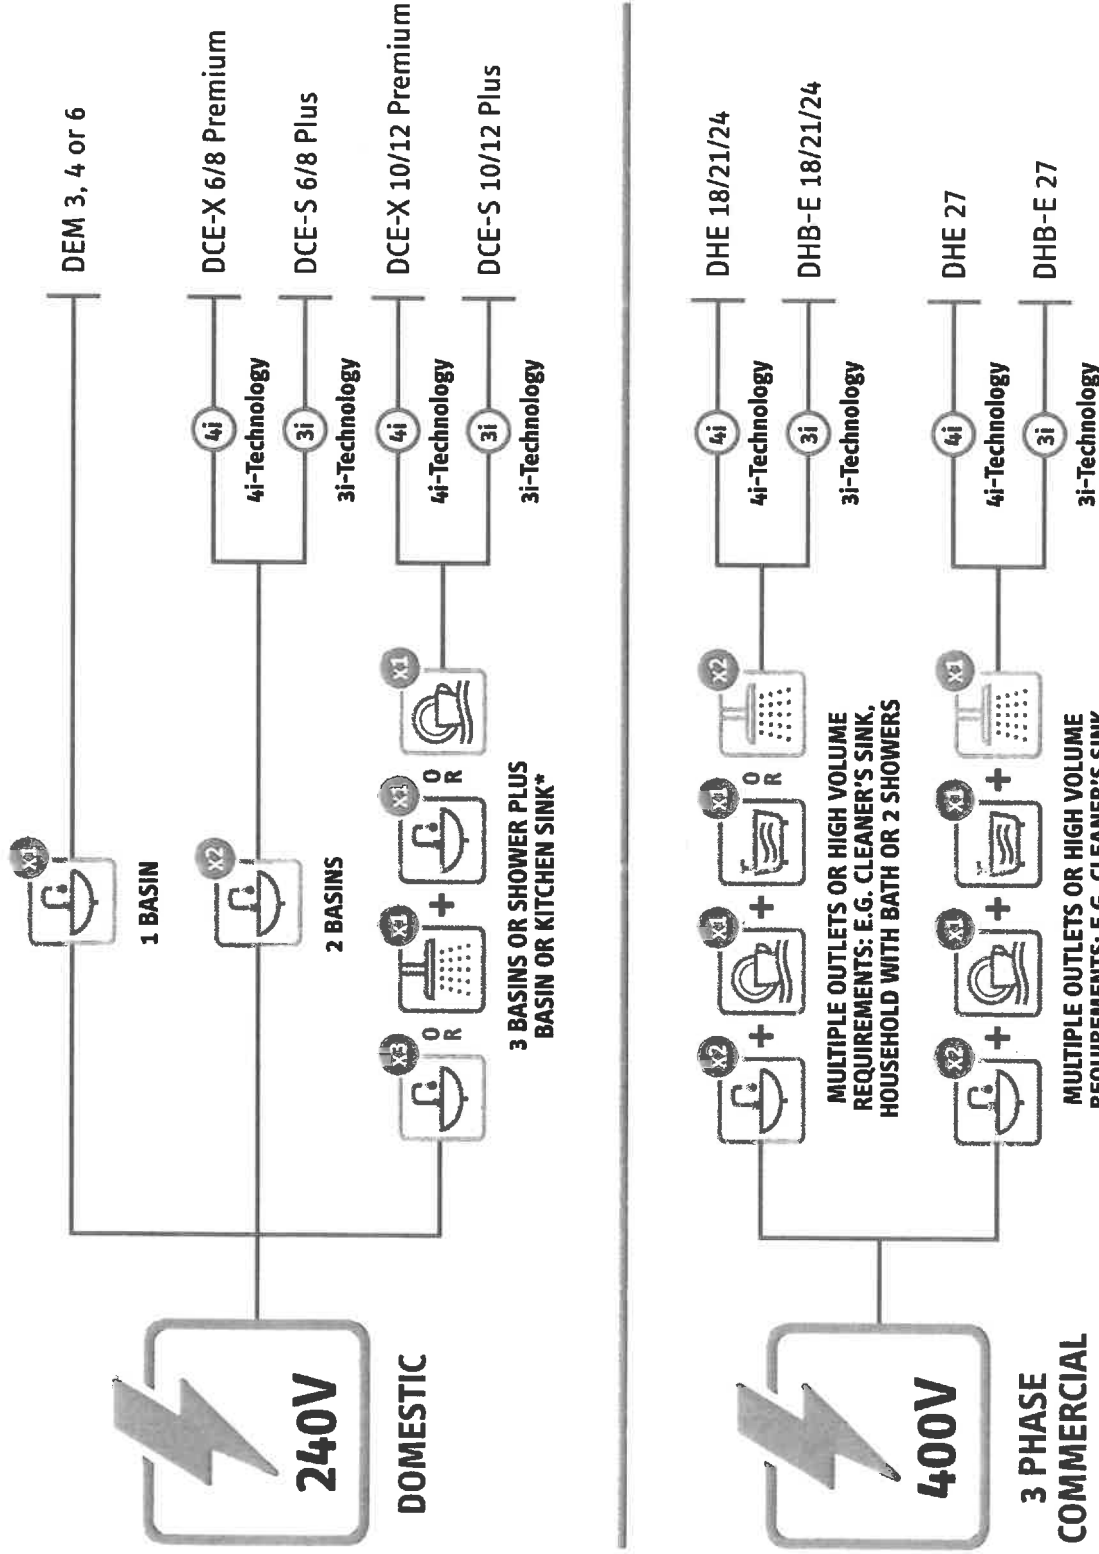 240V
DOMESTIC
X1
1 BASIN
DEM 3, 4 or 6
X2
2 BASINS
4i
4i-Technology
DCE-X 6/8 Premium
3i
3i-Technology
DCE-S 6/8 Plus
X3
OR
X1
+
X1
OR
X1
3 BASINS OR SHOWER PLUS
BASIN OR KITCHEN SINK*
4i
4i-Technology
DCE-X 10/12 Premium
3i
3i-Technology
DCE-S 10/12 Plus
400V
3 PHASE
COMMERCIAL
X2
+
X1
+
X1
OR
X2
MULTIPLE OUTLETS OR HIGH VOLUME
REQUIREMENTS: E.G. CLEANER'S SINK,
HOUSEHOLD WITH BATH OR 2 SHOWERS
4i
4i-Technology
DHE 18/21/24
3i
3i-Technology
DHB-E 18/21/24
X2
+
X1
+
X1
+
X1
MULTIPLE OUTLETS OR HIGH VOLUME
REQUIREMENTS: E.G. CLEANER'S SINK
4i
4i-Technology
DHE 27
3i
3i-Technology
DHB-E 27